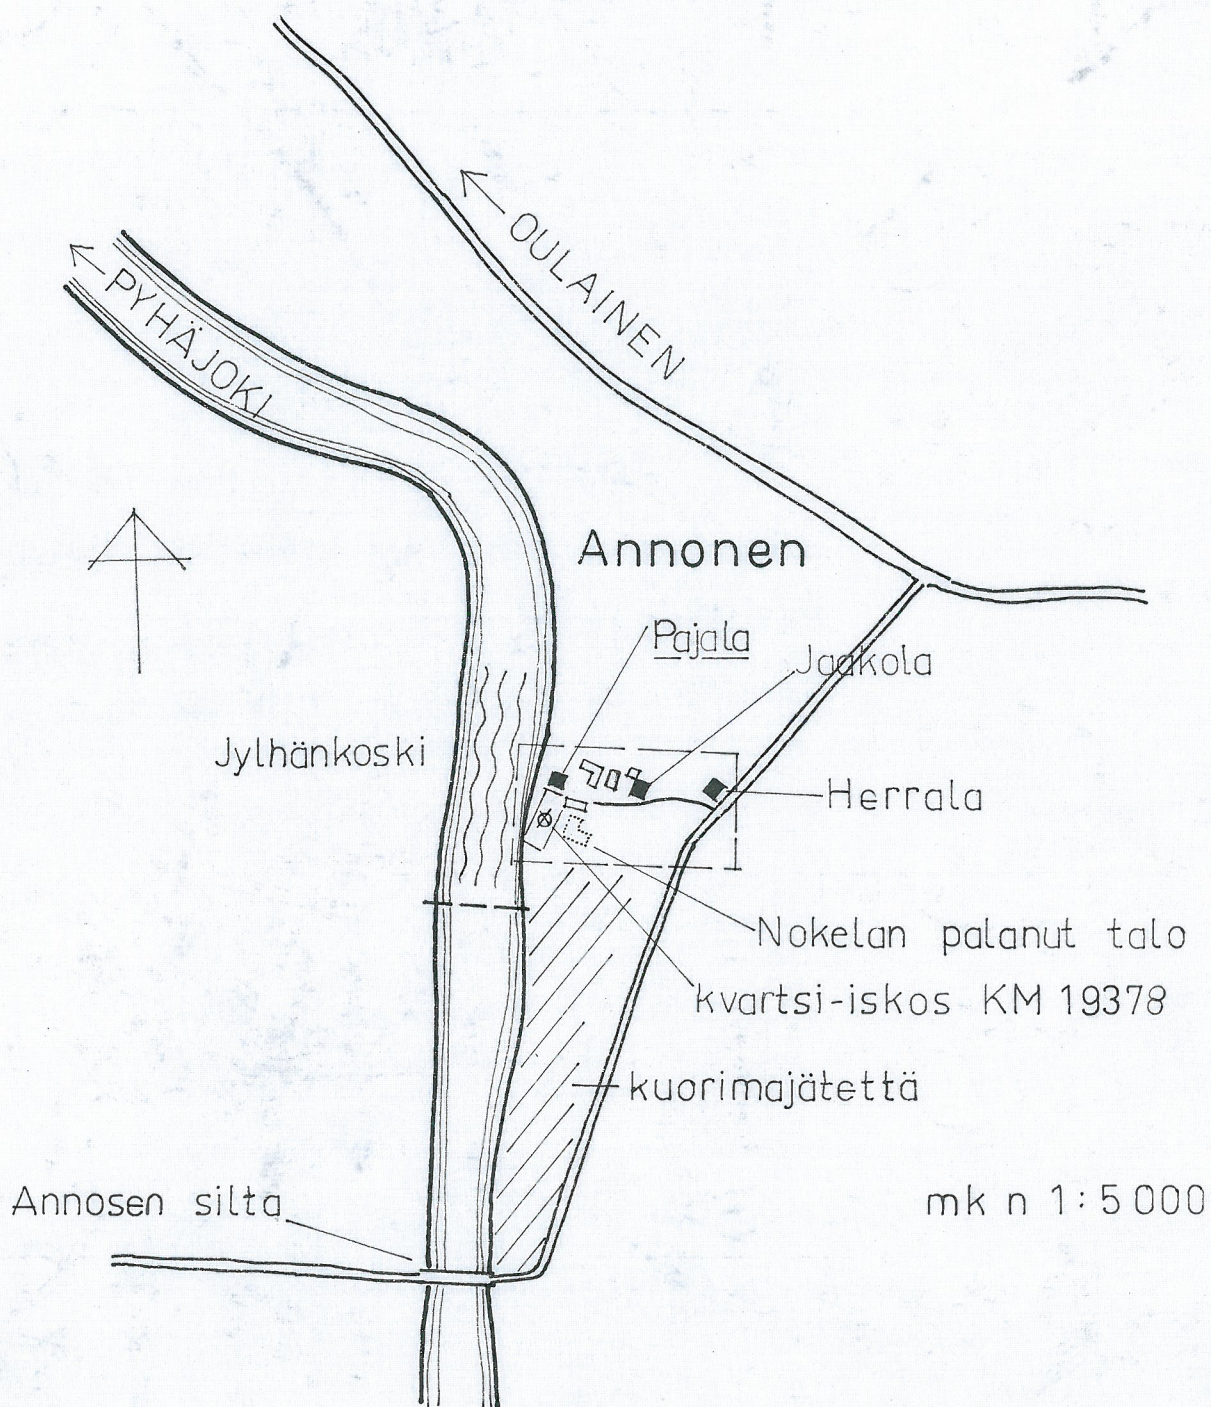 OULAINEN
PYHÄJOKI
Annonen
Pajala
Jaakola
Jylhänkoski
Herrala
Nokelan palanut talo
kvartsi-iskos KM 19378
kuorimajätettä
Annosen silta
mk n 1:5 000